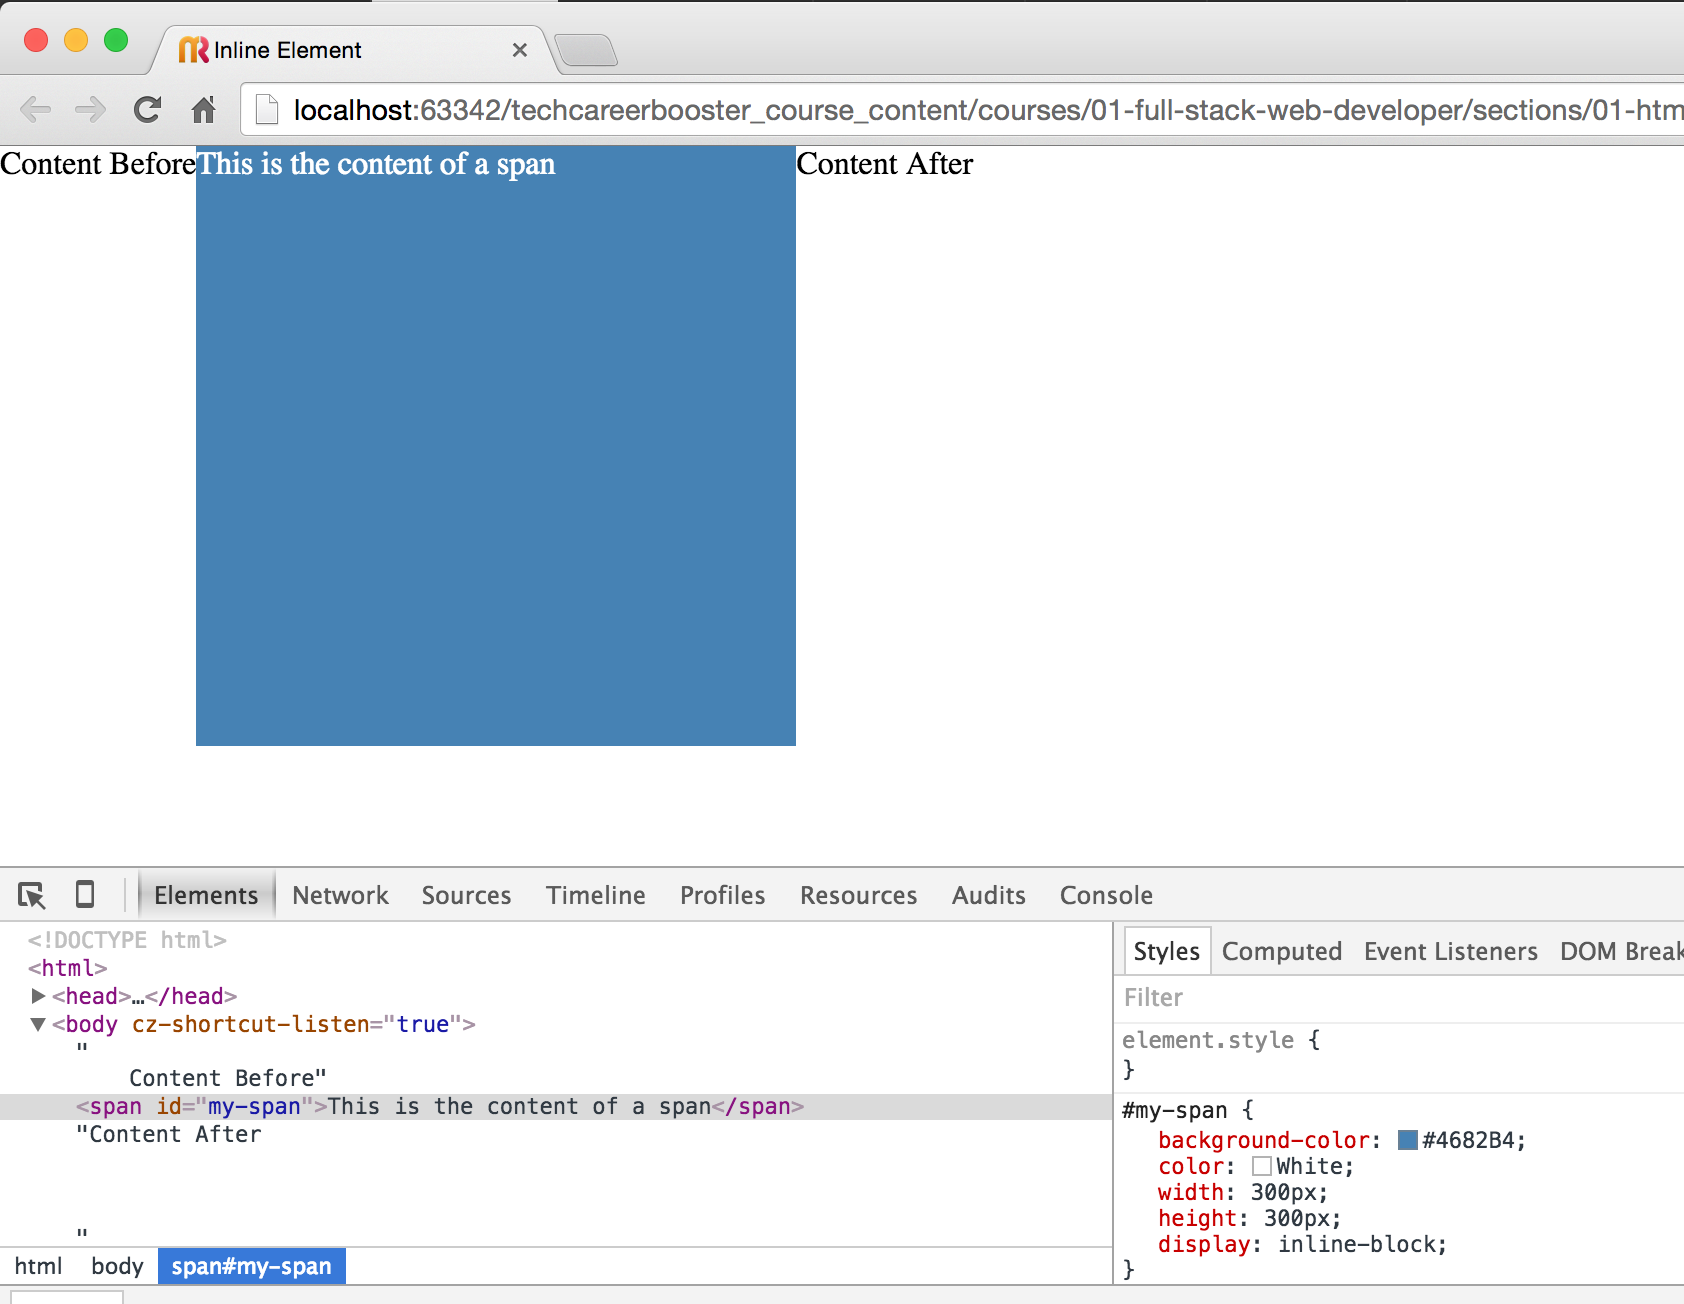 Inline Element
localhost:63342/techcareerbooster_course_content/courses/01-full-stack-web-developer/sections/01-htm
Content BeforeThis is the content of a spanContent After
Elements Network Sources Timeline Profiles Resources Audits Console
<!DOCTYPE html>
<html>
<head>…</head>
<body cz-shortcut-listen="true">
"
Content Before"
<span id="my-span">This is the content of a span</span>
"Content After
"
html body span#my-span
Styles Computed Event Listeners DOM Break
Filter
element.style {
}
#my-span {
background-color: #4682B4;
color: White;
width: 300px;
height: 300px;
display: inline-block;
}